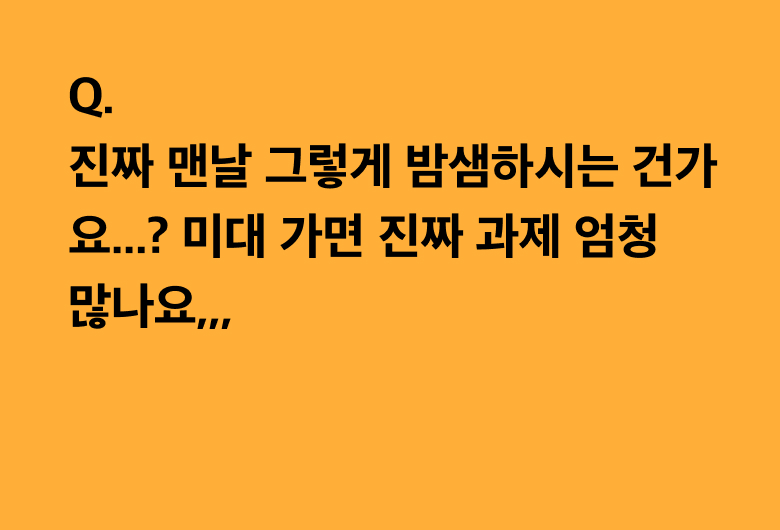 Q.
진짜 맨날 그렇게 밤샘하시는 건가
요...? 미대 가면 진짜 과제 엄청
많나요,,,